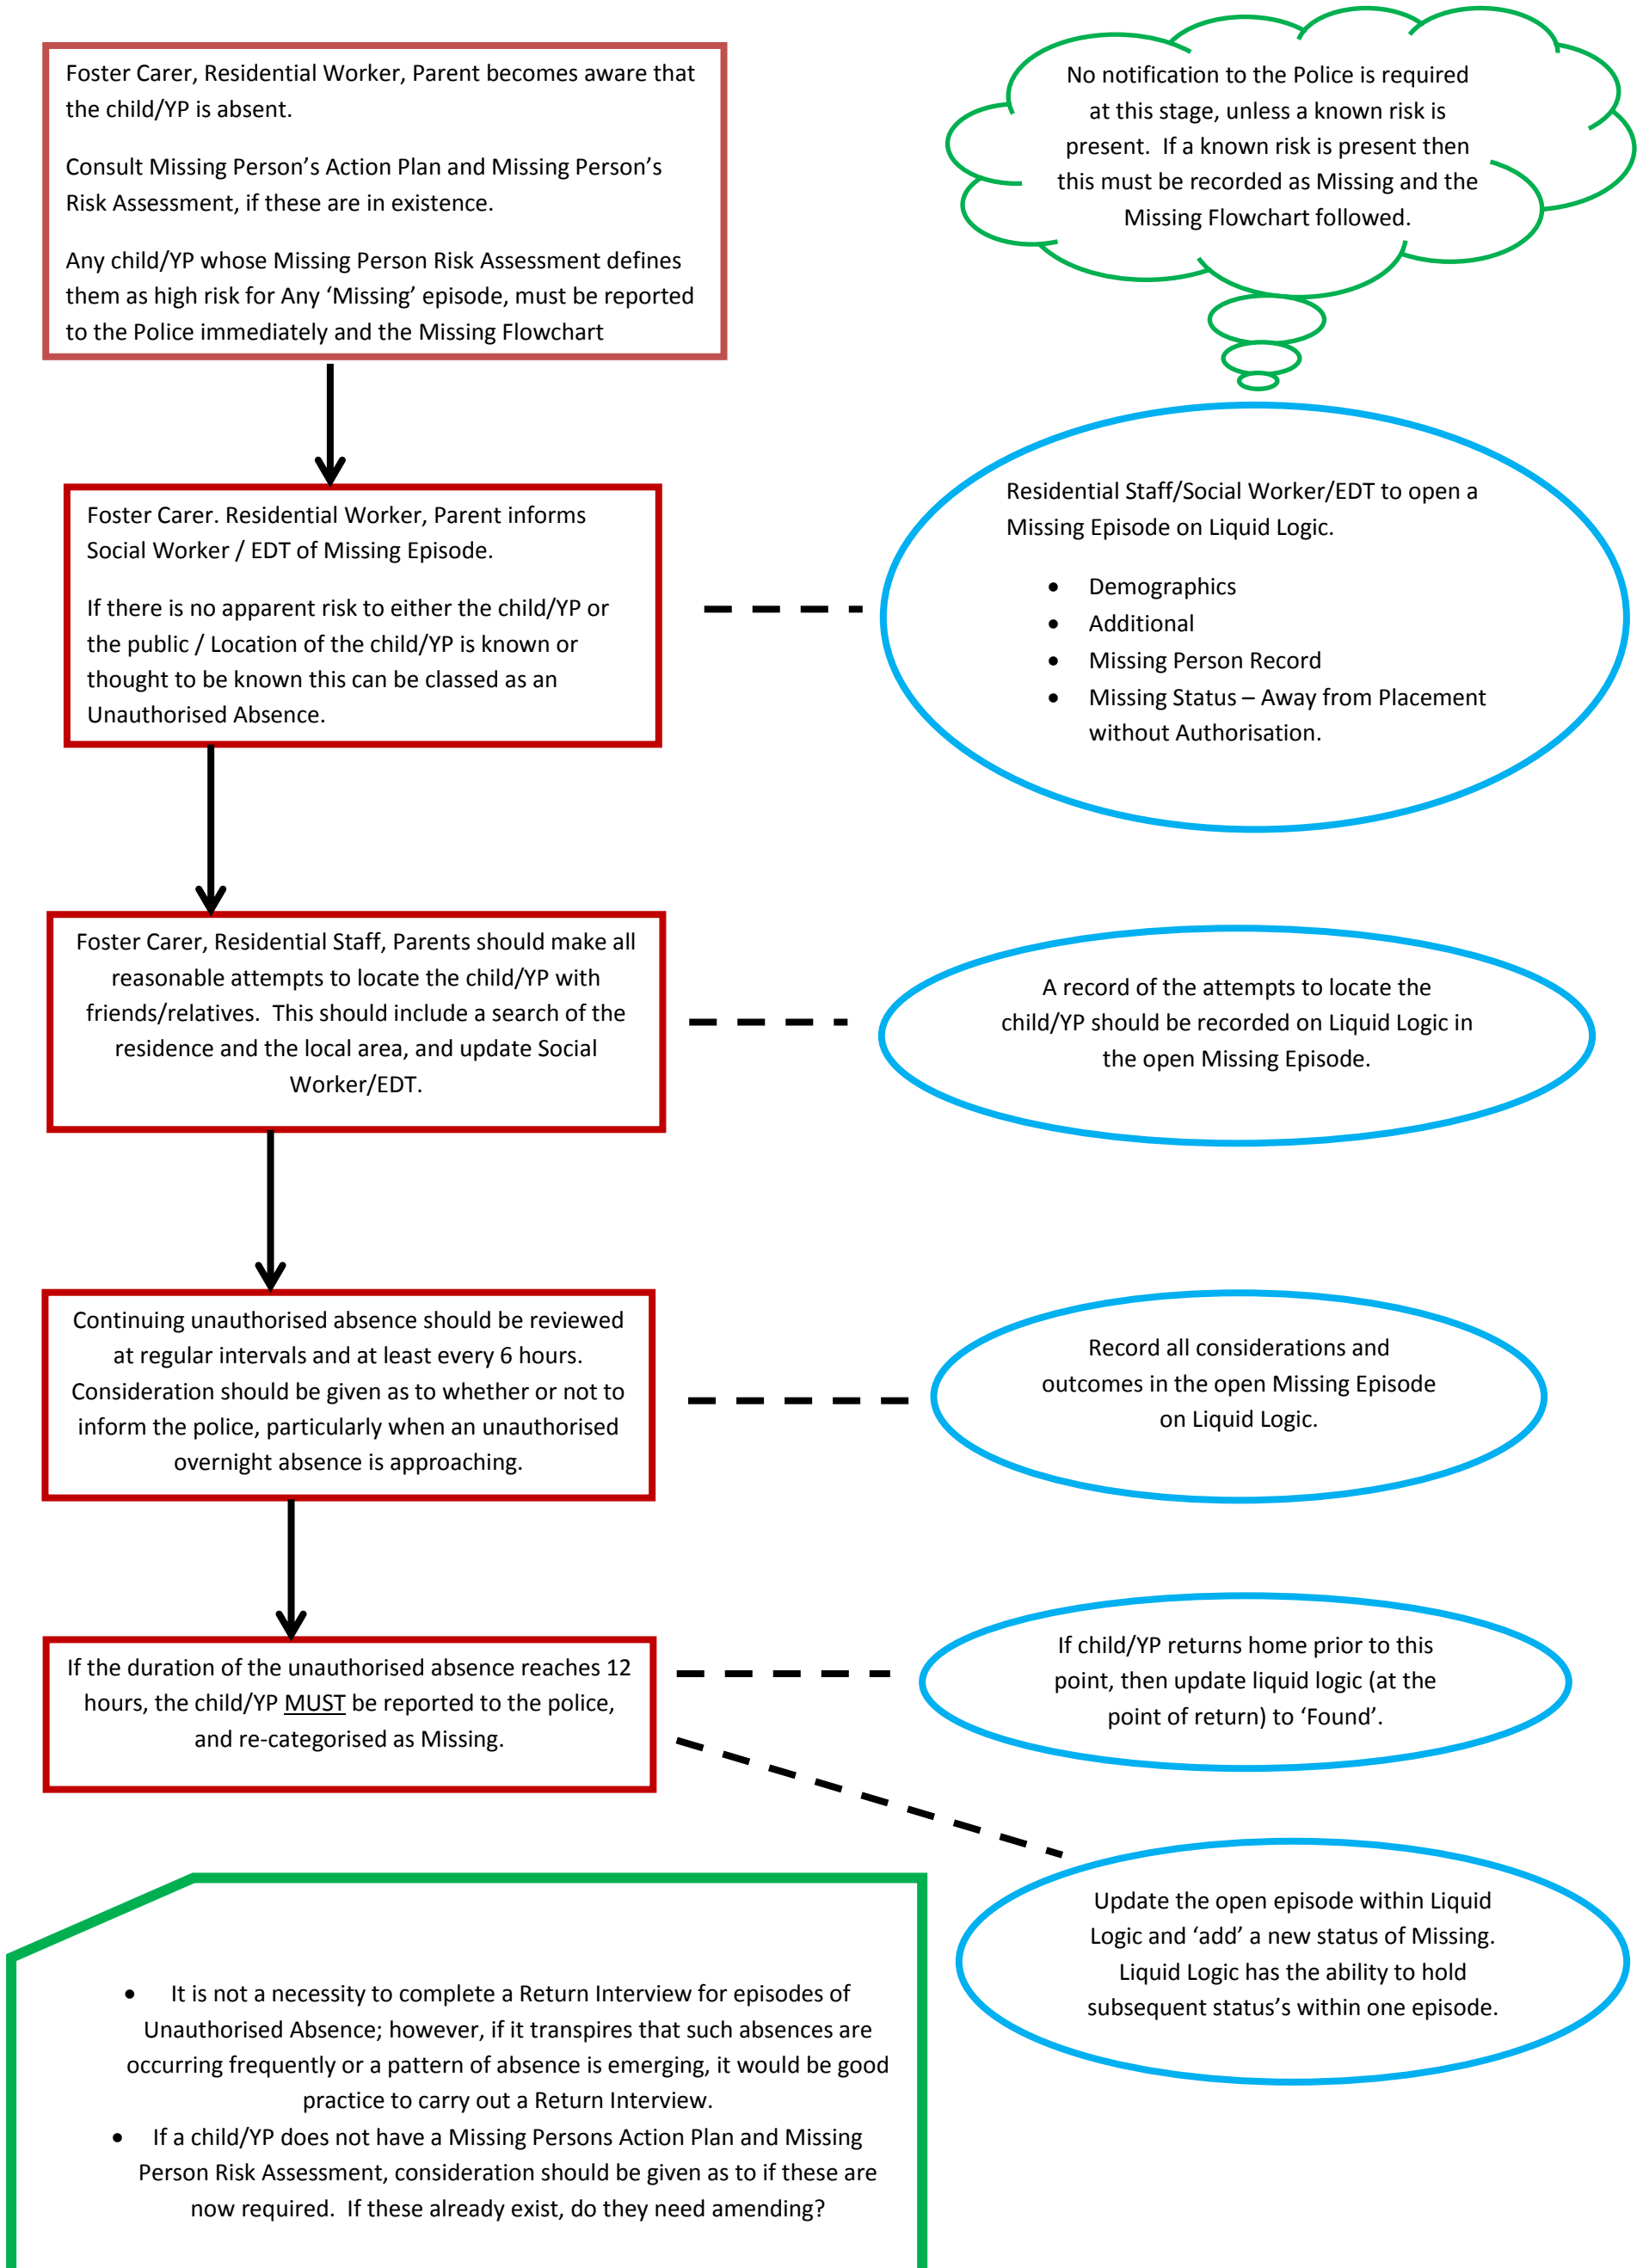 Foster Carer, Residential Worker, Parent becomes aware that
the child/YP is absent.
Consult Missing Person’s Action Plan and Missing Person’s
Risk Assessment, if these are in existence.
Any child/YP whose Missing Person Risk Assessment defines
them as high risk for Any ‘Missing’ episode, must be reported
to the Police immediately and the Missing Flowchart
No notification to the Police is required
at this stage, unless a known risk is
present.  If a known risk is present then
this must be recorded as Missing and the
Missing Flowchart followed.
Foster Carer. Residential Worker, Parent informs
Social Worker / EDT of Missing Episode.
If there is no apparent risk to either the child/YP or
the public / Location of the child/YP is known or
thought to be known this can be classed as an
Unauthorised Absence.
Residential Staff/Social Worker/EDT to open a
Missing Episode on Liquid Logic.
• Demographics
• Additional
• Missing Person Record
• Missing Status – Away from Placement
without Authorisation.
Foster Carer, Residential Staff, Parents should make all
reasonable attempts to locate the child/YP with
friends/relatives.  This should include a search of the
residence and the local area, and update Social
Worker/EDT.
A record of the attempts to locate the
child/YP should be recorded on Liquid Logic in
the open Missing Episode.
Continuing unauthorised absence should be reviewed
at regular intervals and at least every 6 hours.
Consideration should be given as to whether or not to
inform the police, particularly when an unauthorised
overnight absence is approaching.
Record all considerations and
outcomes in the open Missing Episode
on Liquid Logic.
If the duration of the unauthorised absence reaches 12
hours, the child/YP MUST be reported to the police,
and re-categorised as Missing.
If child/YP returns home prior to this
point, then update liquid logic (at the
point of return) to ‘Found’.
Update the open episode within Liquid
Logic and ‘add’ a new status of Missing.
Liquid Logic has the ability to hold
subsequent status’s within one episode.
• It is not a necessity to complete a Return Interview for episodes of
Unauthorised Absence; however, if it transpires that such absences are
occurring frequently or a pattern of absence is emerging, it would be good
practice to carry out a Return Interview.
• If a child/YP does not have a Missing Persons Action Plan and Missing
Person Risk Assessment, consideration should be given as to if these are
now required.  If these already exist, do they need amending?